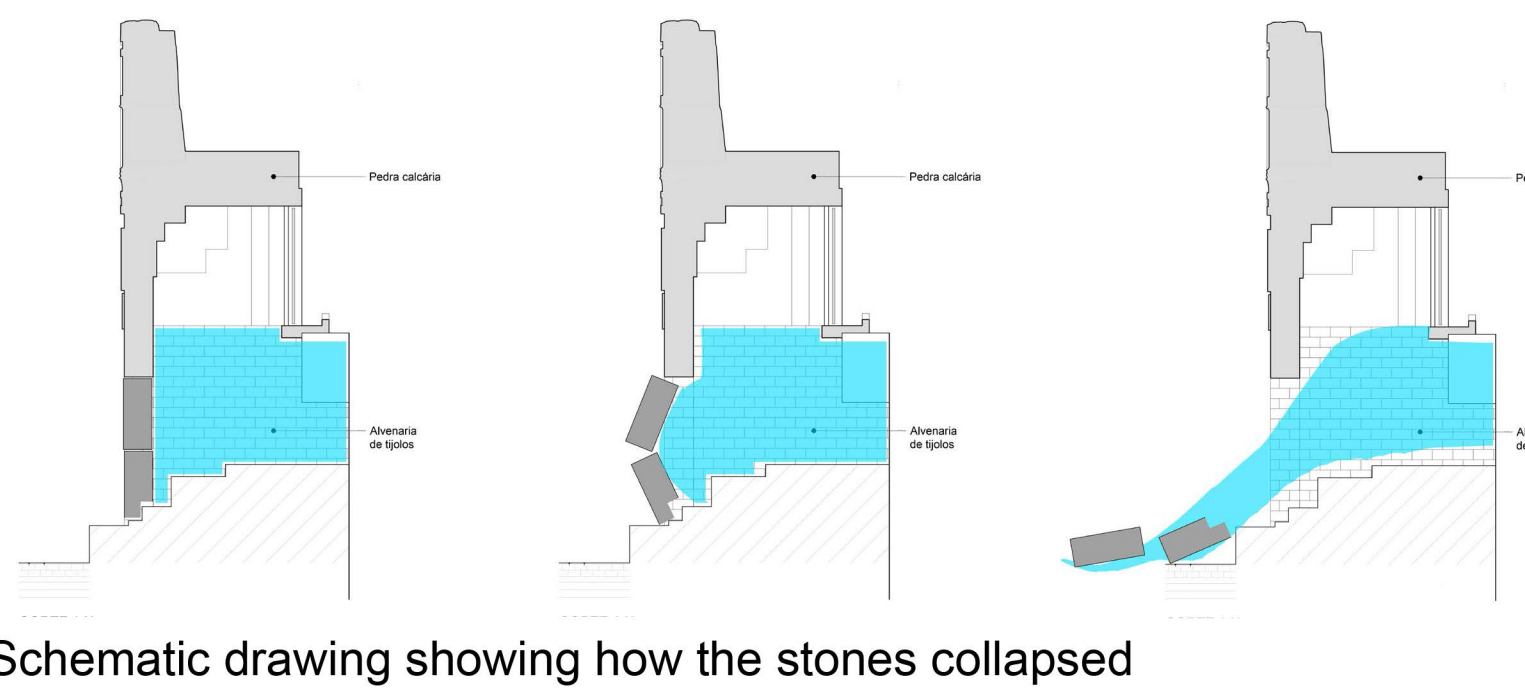 Pedra calcária
Pedra calcária
Alvenaria
de tijolos
Alvenaria
de tijolos
Schematic drawing showing how the stones collapsed